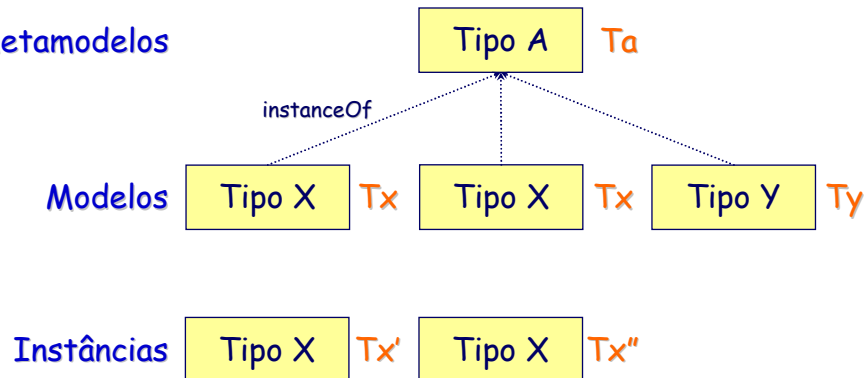 etamodelos Tipo A Ta
instanceOf
Modelos Tipo X Tx Tipo X Tx Tipo Y Ty
Instâncias Tipo X Tx' Tipo X Tx"